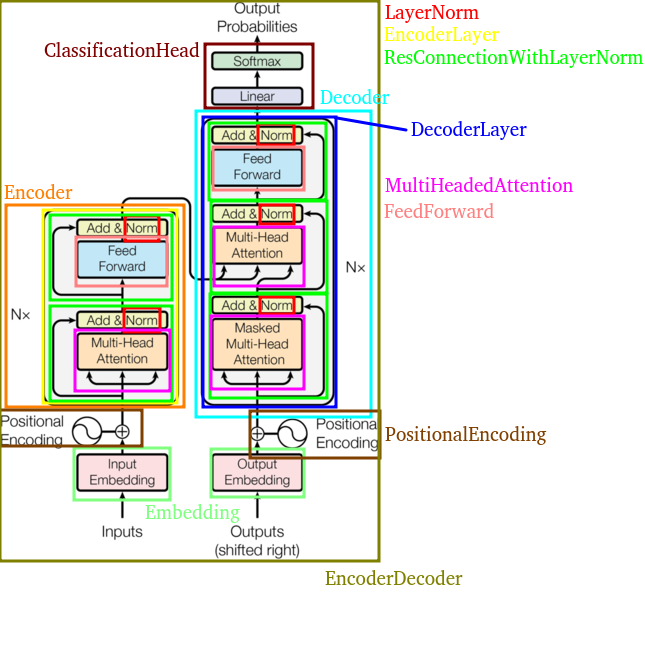 Output
Probabilities
LayerNorm
EncoderLayer
ResConnectionWithLayerNorm
ClassificationHead
Softmax
Linear
Decoder
DecoderLayer
Add & Norm
Feed
Forward
MultiHeadedAttention
FeedForward
Encoder
Add & Norm
Multi-Head
Attention
Add & Norm
Feed
Forward
N×
N×
Add & Norm
Masked
Multi-Head
Attention
Add & Norm
Multi-Head
Attention
Positional
Encoding
Positional
Encoding
PositionalEncoding
Input
Embedding
Output
Embedding
Embedding
Inputs
Outputs
(shifted right)
EncoderDecoder